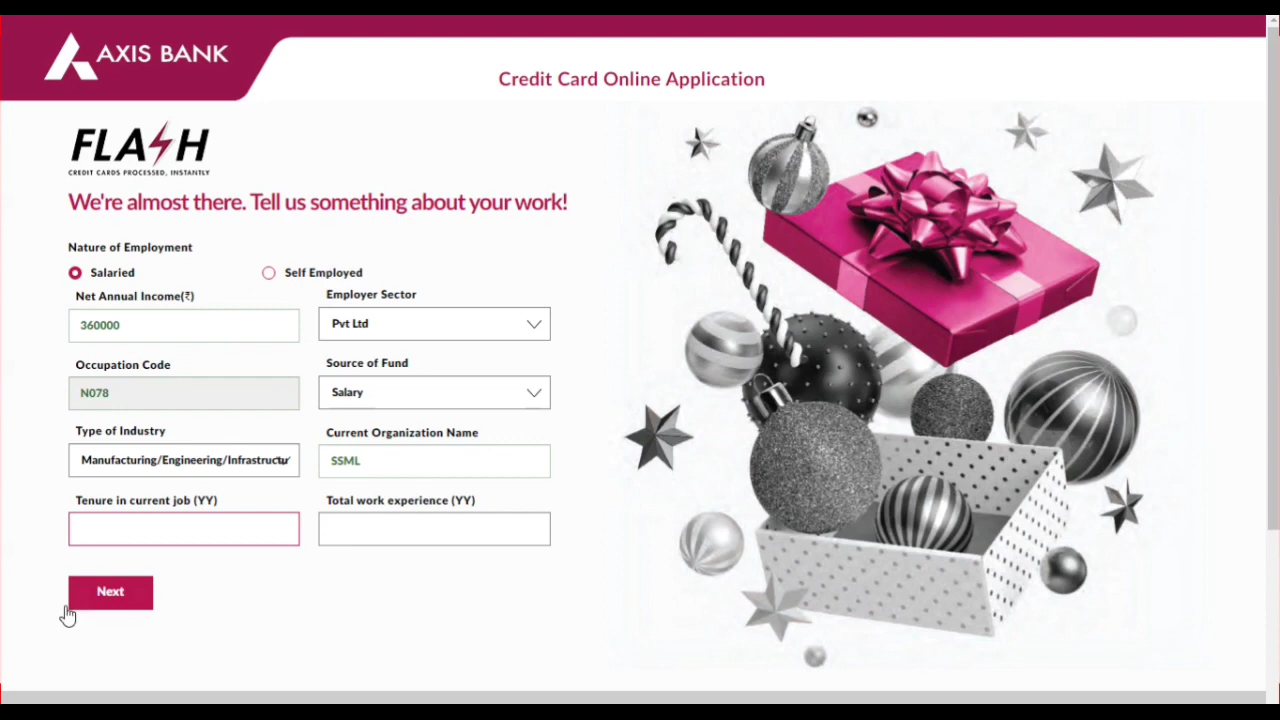 AXIS BANK
Credit Card Online Application
FLASH
CREDIT CARDS PROCESSED, INSTANTLY
We're almost there. Tell us something about your work!
Nature of Employment
Salaried Self Employed
Net Annual Income(₹) Employer Sector
360000 Pvt Ltd
Occupation Code Source of Fund
N078 Salary
Type of Industry Current Organization Name
Manufacturing/Engineering/Infrastructur SSML
Tenure in current job (YY) Total work experience (YY)
Next